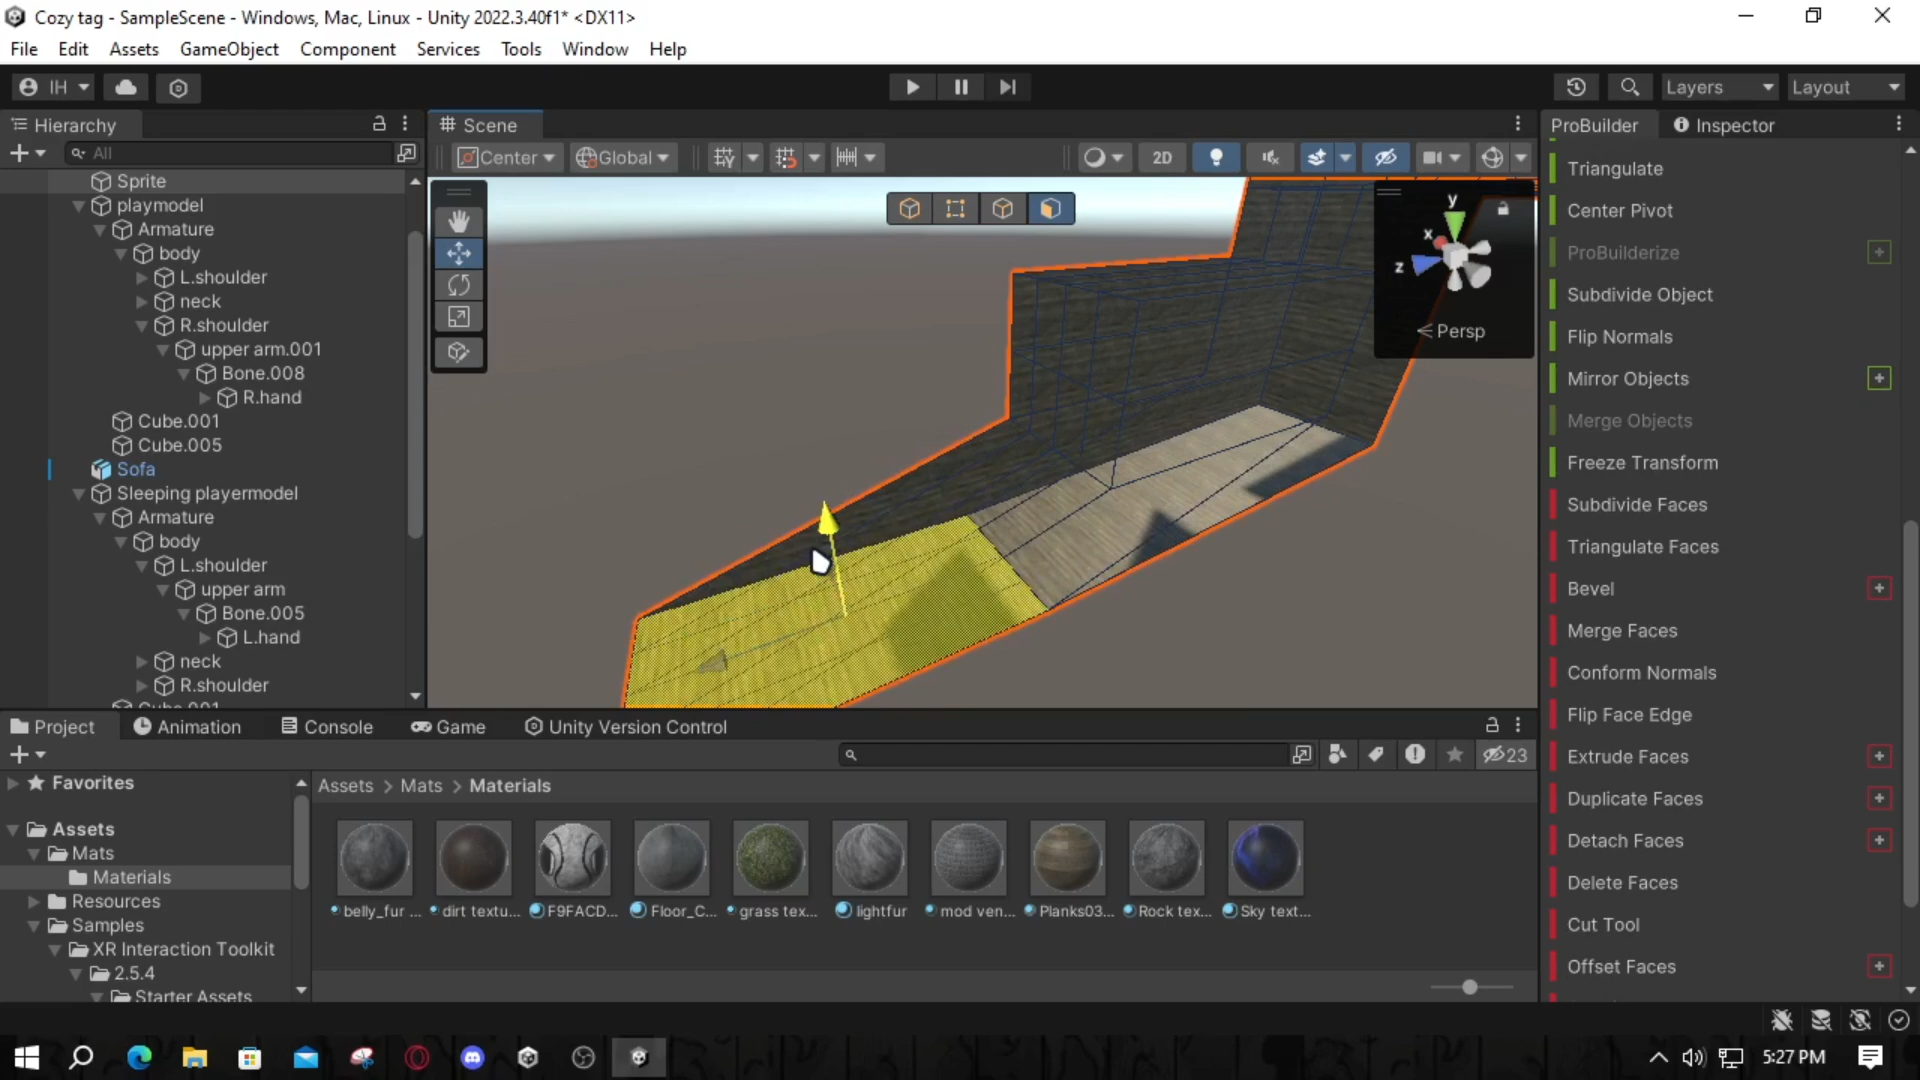 Cozy tag - SampleScene - Windows, Mac, Linux - Unity 2022.3.40f1* <DX11>
File Edit Assets GameObject Component Services Tools Window Help
IH Layers Layout
Hierarchy
All
Sprite
playmodel
Armature
body
L.shoulder
neck
R.shoulder
upper arm.001
Bone.008
R.hand
Cube.001
Cube.005
Sofa
Sleeping playermodel
Armature
body
L.shoulder
upper arm
Bone.005
L.hand
neck
R.shoulder
Cube.001
Scene
Center Global 2D
y
x
z
Persp
ProBuilder Inspector
Triangulate
Center Pivot
ProBuilderize
Subdivide Object
Flip Normals
Mirror Objects
Merge Objects
Freeze Transform
Subdivide Faces
Triangulate Faces
Bevel
Merge Faces
Conform Normals
Flip Face Edge
Extrude Faces
Duplicate Faces
Detach Faces
Delete Faces
Cut Tool
Offset Faces
Project Animation Console Game Unity Version Control
23
Favorites
Assets
Mats
Materials
Resources
Samples
XR Interaction Toolkit
2.5.4
Starter Assets
Assets > Mats > Materials
belly_fur ... dirt textu... F9FACD... Floor_C... grass tex... lightfur mod ven... Planks03... Rock tex... Sky text...
5:27 PM